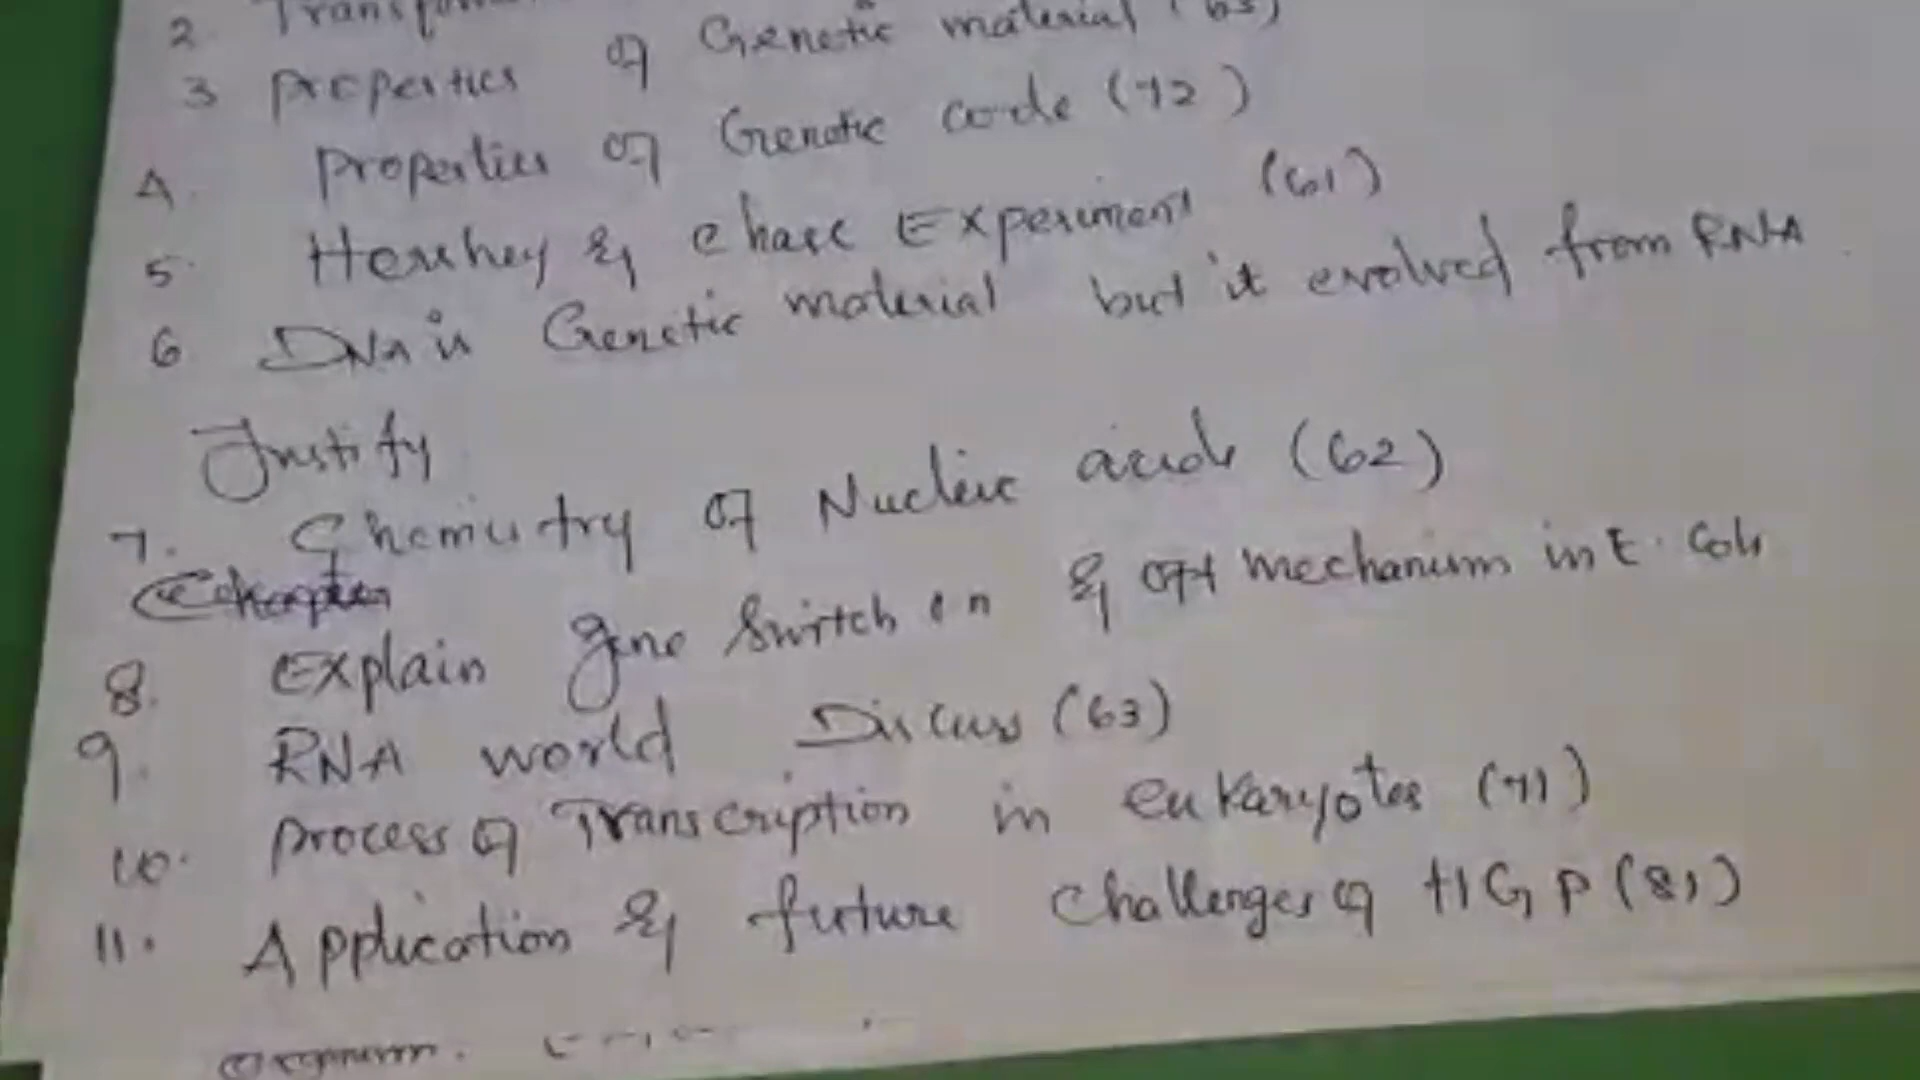 2.
3 properties of Genetic material (63)
4. properties of Genetic code (72)
5. Hershey & Chase Experiment (61)
6 DNA is Genetic material but it evolved from RNA.
Justify
7. Chemistry of Nucleic acids (62)
Chapter
8. Explain gene switch on & off mechanism in E. coli
9. RNA world Discuss (63)
10. process of Transcription in eukaryotes (71)
11. Application & future Challenges of HGP (81)